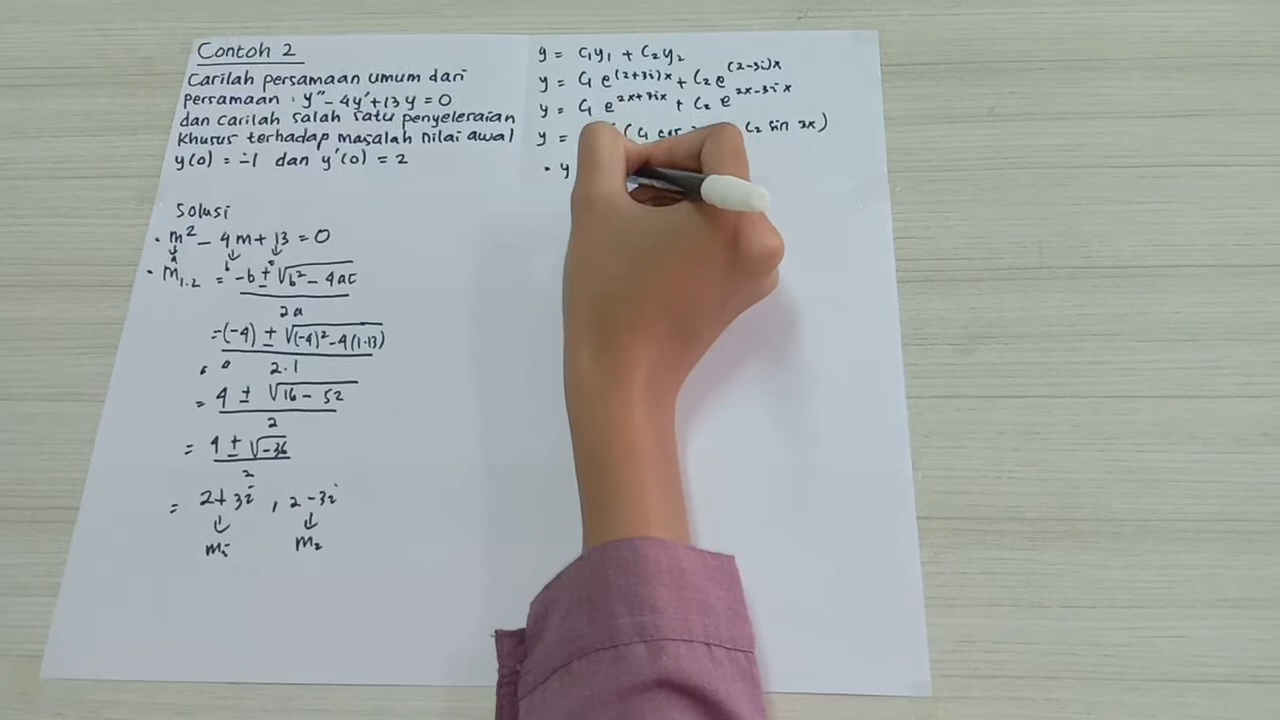 Contoh 2
Carilah persamaan umum dari
persamaan : y'' - 4y' + 13 y = 0
dan carilah salah satu penyelesaian
khusus terhadap masalah nilai awal
y(0) = -1 dan y'(0) = 2
Solusi
• m² - 4m + 13 = 0
a b c
• m₁.₂ = -b ± √b² - 4ac
2a
= (-4) ± √(-4)² - 4(1·13)
2.1
= 4 ± √16 - 52
2
= 4 ± √-36
2
= 2 + 3i , 2 - 3i
m₁ m₂
y = C₁y₁ + C₂y₂
y = C₁ e^(2+3i)x + C₂ e^(2-3i)x
y = C₁ e^2x+3ix + C₂ e^2x-3ix
y = (C₁ cos C₂ sin 3x)
• y